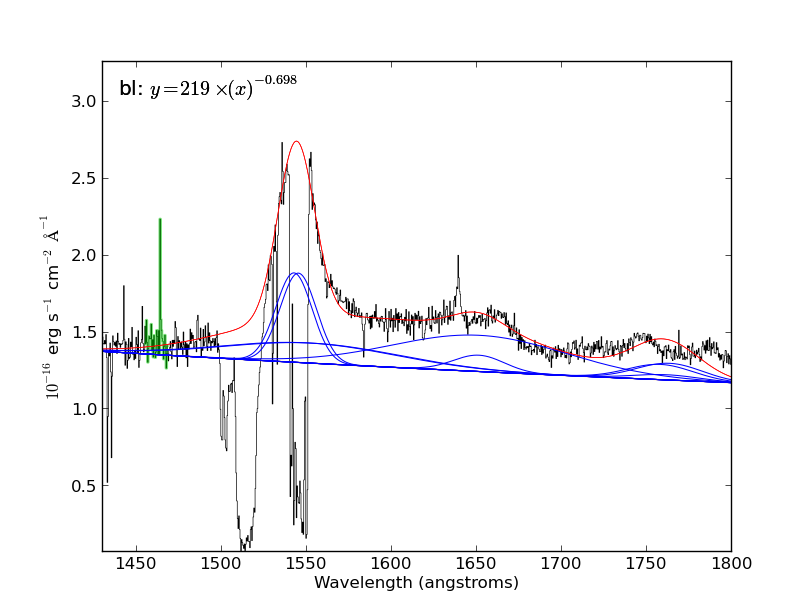 bl: y=219×(x)^{-0.698}
3.0
2.5
2.0
1.5
1.0
0.5
10^{-16} erg s^{-1} cm^{-2} Å^{-1}
1450 1500 1550 1600 1650 1700 1750 1800
Wavelength (angstroms)